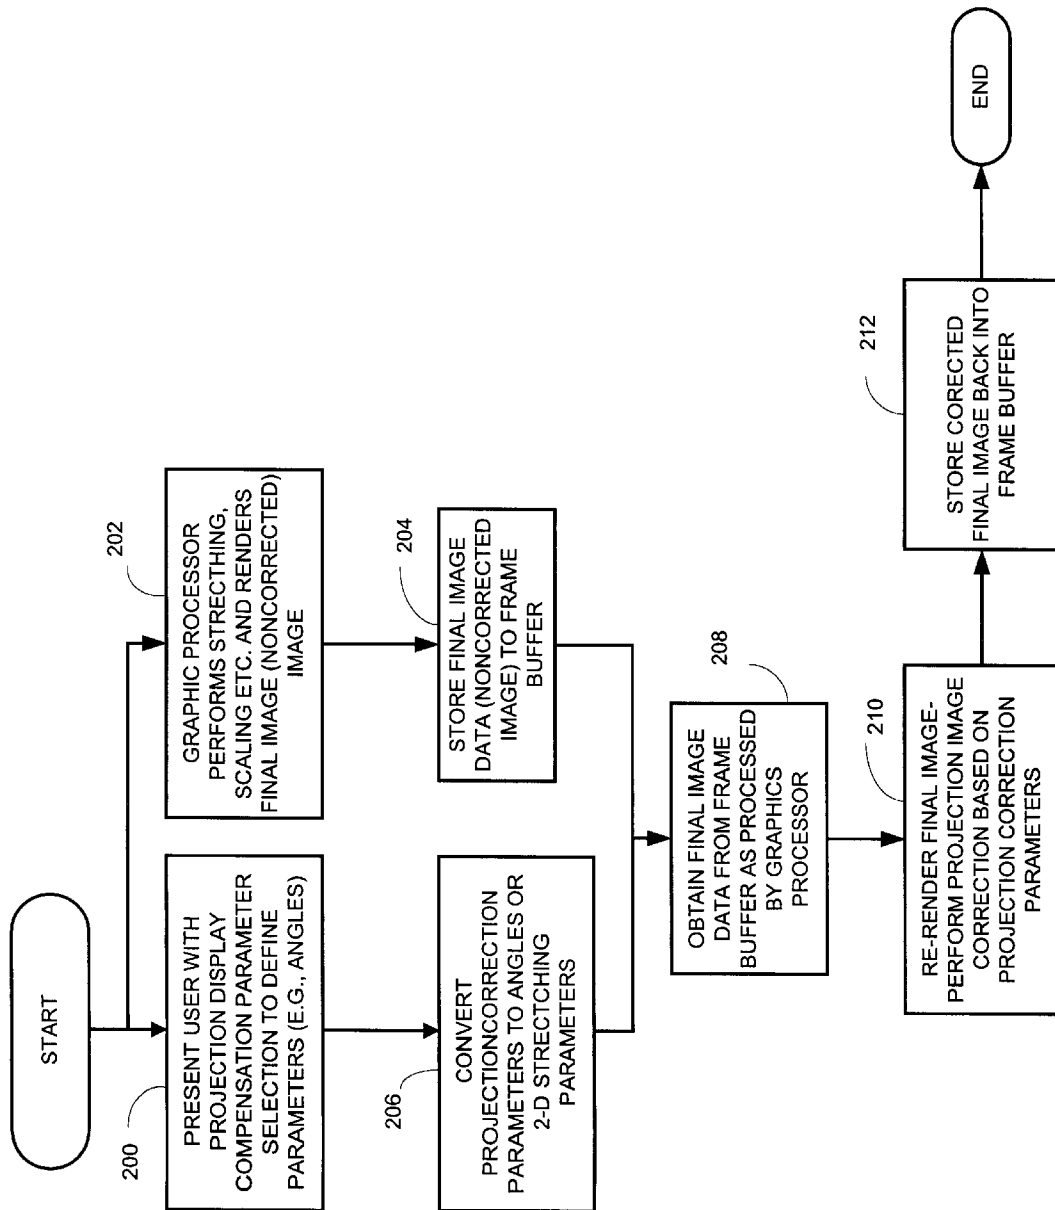 START
200
PRESENT USER WITH
PROJECTION DISPLAY
COMPENSATION PARAMETER
SELECTION TO DEFINE
PARAMETERS (E.G., ANGLES)
202
GRAPHIC PROCESSOR
PERFORMS STRECTHING,
SCALING ETC. AND RENDERS
FINAL IMAGE (NONCORRECTED)
IMAGE
206
CONVERT
PROJECTIONCORRECTION
PARAMETERS TO ANGLES OR
2-D STRECTCHING
PARAMETERS
204
STORE FINAL IMAGE
DATA (NONCORRECTED
IMAGE) TO FRAME
BUFFER
208
OBTAIN FINAL IMAGE
DATA FROM FRAME
BUFFER AS PROCESSED
BY GRAPHICS
PROCESSOR
210
RE-RENDER FINAL IMAGE-
PERFORM PROJECTION IMAGE
CORRECTION BASED ON
PROJECTION CORRECTION
PARAMETERS
212
STORE CORECTED
FINAL IMAGE BACK INTO
FRAME BUFFER
END